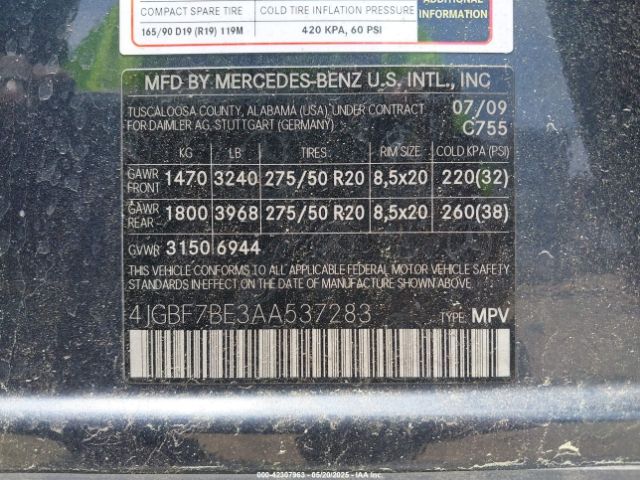 COMPACT SPARE TIRE COLD TIRE INFLATION PRESSURE ADDITIONAL
165/90 D19 (R19) 119M 420 KPA, 60 PSI INFORMATION
MFD BY MERCEDES-BENZ U.S. INTL., INC
TUSCALOOSA COUNTY, ALABAMA (USA), UNDER CONTRACT 07/09
FOR DAIMLER AG, STUTTGART (GERMANY) C755
KG LB TIRES RIM SIZE COLD KPA (PSI)
GAWR FRONT 1470 3240 275/50 R20 8,5x20 220(32)
GAWR REAR 1800 3968 275/50 R20 8,5x20 260(38)
GVWR 3150 6944
THIS VEHICLE CONFORMS TO ALL APPLICABLE FEDERAL MOTOR VEHICLE SAFETY
STANDARDS IN EFFECT ON THE DATE OF MANUFACTURE SHOWN ABOVE.
4JGBF7BE3AA537283 TYPE: MPV
000-42307963 - 05/20/2025 - IAA Inc.